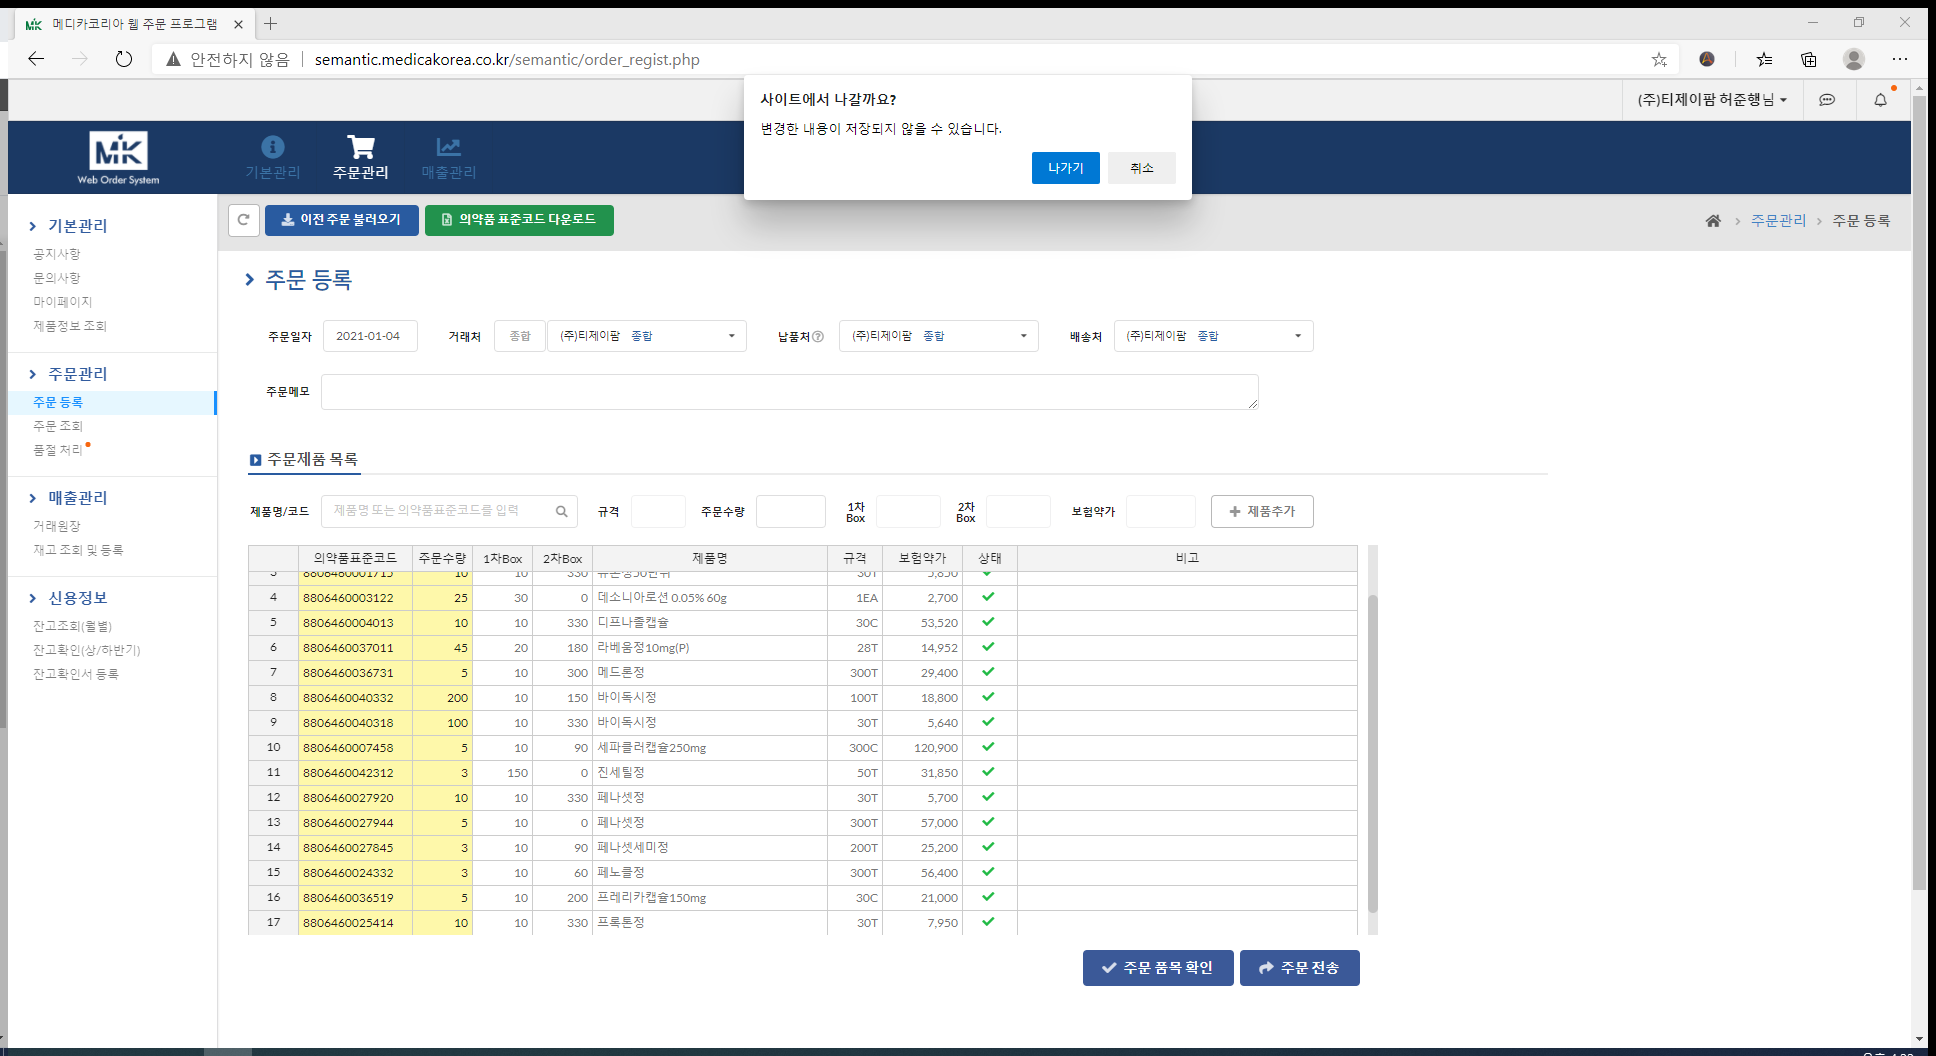 메디카코리아 웹 주문 프로그램
안전하지 않음
semantic.medicakorea.co.kr/semantic/order_regist.php
사이트에서 나갈까요?
변경한 내용이 저장되지 않을 수 있습니다.
나가기
취소
(주)티제이팜 허준행님
MK
Web Order System
기본관리
주문관리
매출관리
이전 주문 불러오기
의약품 표준코드 다운로드
주문관리
주문 등록
기본관리
공지사항
문의사항
마이페이지
제품정보 조회
주문관리
주문 등록
주문 조회
품절 처리
매출관리
거래원장
재고 조회 및 등록
신용정보
잔고조회(월별)
잔고확인(상/하반기)
잔고확인서 등록
주문 등록
주문일자 2021-01-04 거래처 종합 (주)티제이팜 종합 납품처 (주)티제이팜 종합 배송처 (주)티제이팜 종합
주문메모
주문제품 목록
제품명/코드 제품명 또는 의약품표준코드를 입력 규격 주문수량 1차 Box 2차 Box 보험약가 제품추가
의약품표준코드 주문수량 1차Box 2차Box 제품명 규격 보험약가 상태 비고
3 8806460001715 10 10 330 30T 5,850
4 8806460003122 25 30 0 데소니아로션 0.05% 60g 1EA 2,700
5 8806460004013 10 10 330 디프나졸캡슐 30C 53,520
6 8806460037011 45 20 180 라베움정10mg(P) 28T 14,952
7 8806460036731 5 10 300 메드론정 300T 29,400
8 8806460040332 200 10 150 바이독시정 100T 18,800
9 8806460040318 100 10 330 바이독시정 30T 5,640
10 8806460007458 5 10 90 세파클러캡슐250mg 300C 120,900
11 8806460042312 3 150 0 진세틸정 50T 31,850
12 8806460027920 10 10 330 페나셋정 30T 5,700
13 8806460027944 5 10 0 페나셋정 300T 57,000
14 8806460027845 3 10 90 페나셋세미정 200T 25,200
15 8806460024332 3 10 60 페노클정 300T 56,400
16 8806460036519 5 10 200 프레리카캡슐150mg 30C 21,000
17 8806460025414 10 10 330 프록톤정 30T 7,950
주문 품목 확인
주문 전송